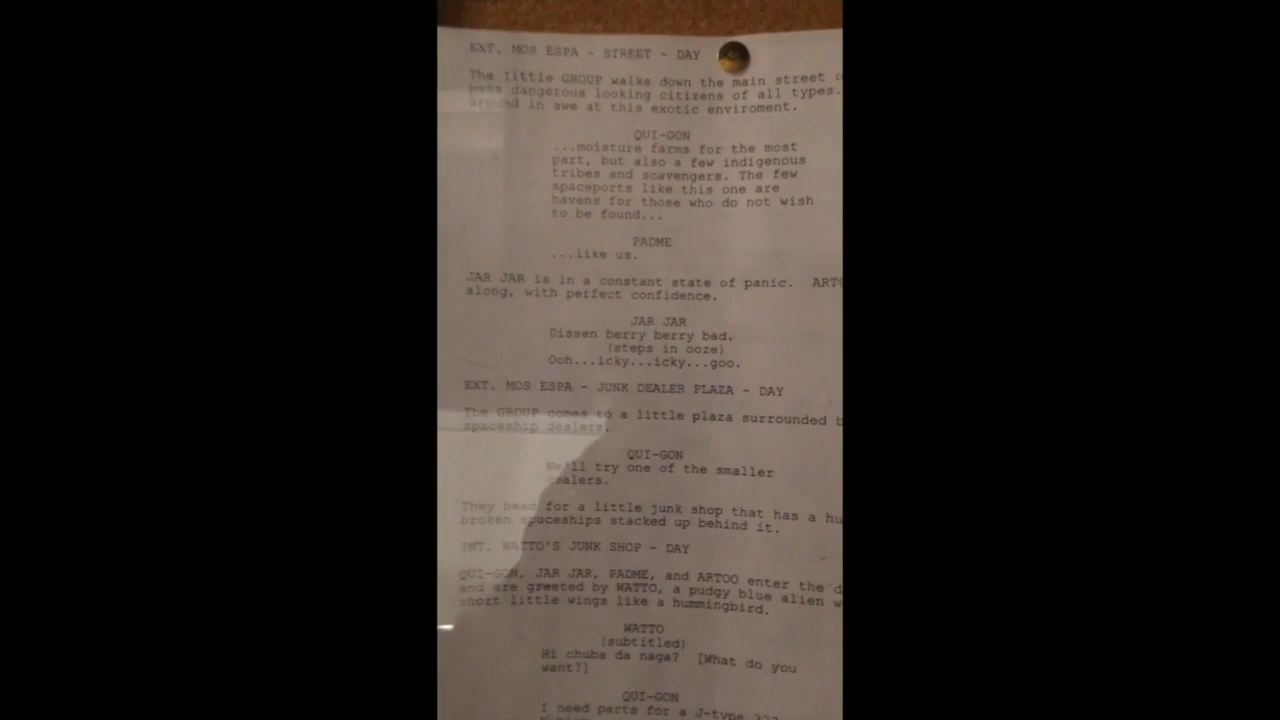 EXT. MOS ESPA - STREET - DAY
The little GROUP walks down the main street
pass dangerous looking citizens of all types.
around in awe at this exotic enviroment.
QUI-GON
...moisture farms for the most
part, but also a few indigenous
tribes and scavengers. The few
spaceports like this one are
havens for those who do not wish
to be found...
PADME
...like us.
JAR JAR is in a constant state of panic. ARTO
along, with perfect confidence.
JAR JAR
Dissen berry berry bad.
(steps in ooze)
Ooh...icky...icky...goo.
EXT. MOS ESPA - JUNK DEALER PLAZA - DAY
The GROUP comes to a little plaza surrounded b
spaceship dealers.
QUI-GON
We'll try one of the smaller
dealers.
They head for a little junk shop that has a hu
broken spaceships stacked up behind it.
INT. WATTO'S JUNK SHOP - DAY
QUI-GON, JAR JAR, PADME, and ARTOO enter the d
and are greeted by WATTO, a pudgy blue alien w
short little wings like a hummingbird.
WATTO
(subtitled)
Hi chuba da naga? [What do you
want?]
QUI-GON
I need parts for a J-type 327